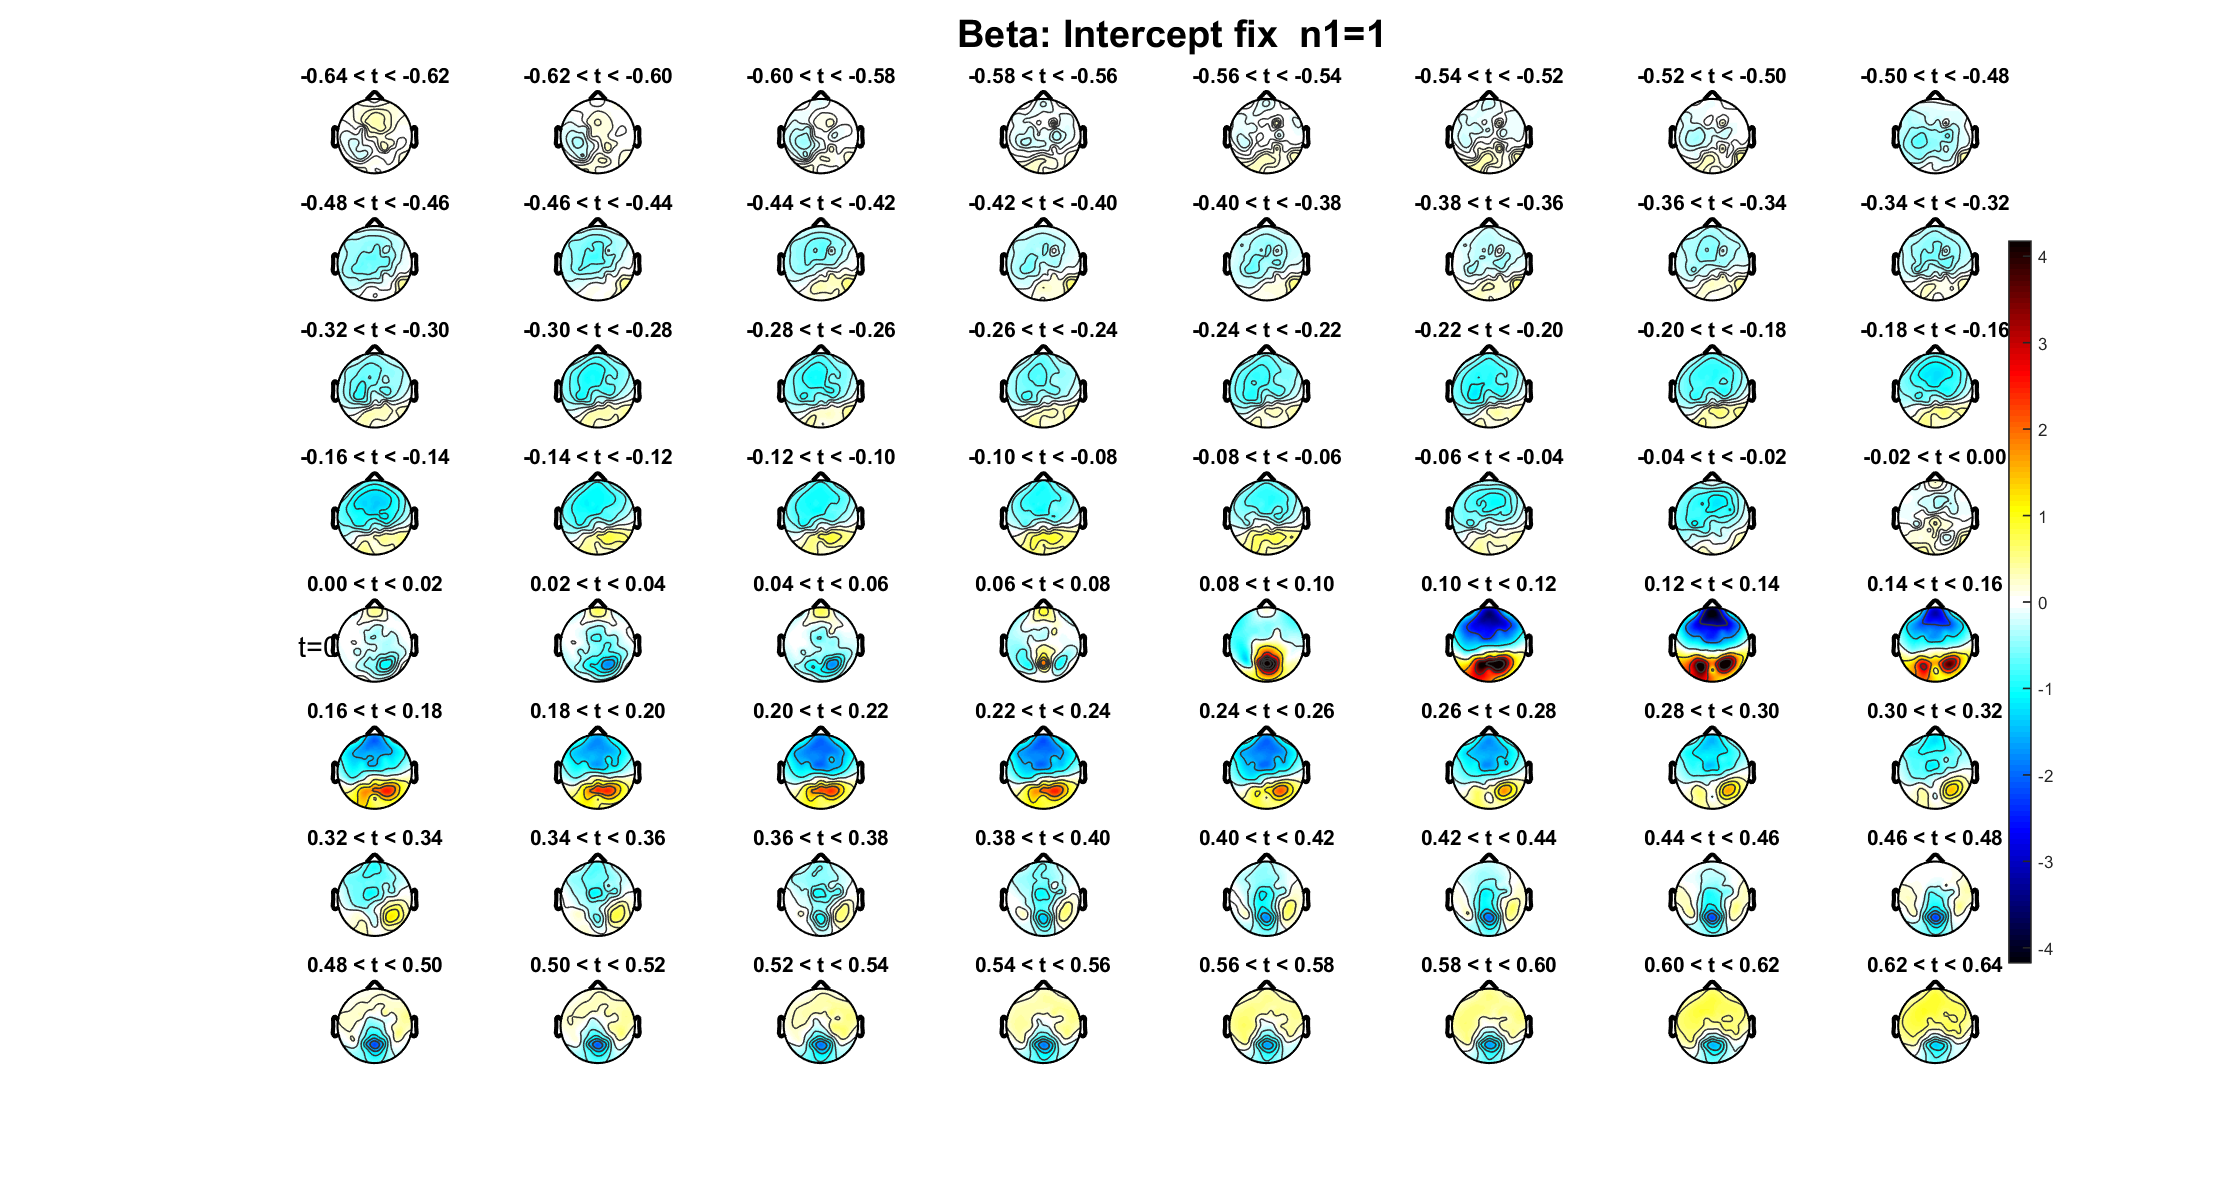 Beta: Intercept fix  n1=1
-0.64 < t < -0.62
-0.62 < t < -0.60
-0.60 < t < -0.58
-0.58 < t < -0.56
-0.56 < t < -0.54
-0.54 < t < -0.52
-0.52 < t < -0.50
-0.50 < t < -0.48
-0.48 < t < -0.46
-0.46 < t < -0.44
-0.44 < t < -0.42
-0.42 < t < -0.40
-0.40 < t < -0.38
-0.38 < t < -0.36
-0.36 < t < -0.34
-0.34 < t < -0.32
-0.32 < t < -0.30
-0.30 < t < -0.28
-0.28 < t < -0.26
-0.26 < t < -0.24
-0.24 < t < -0.22
-0.22 < t < -0.20
-0.20 < t < -0.18
-0.18 < t < -0.16
-0.16 < t < -0.14
-0.14 < t < -0.12
-0.12 < t < -0.10
-0.10 < t < -0.08
-0.08 < t < -0.06
-0.06 < t < -0.04
-0.04 < t < -0.02
-0.02 < t < 0.00
0.00 < t < 0.02
0.02 < t < 0.04
0.04 < t < 0.06
0.06 < t < 0.08
0.08 < t < 0.10
0.10 < t < 0.12
0.12 < t < 0.14
0.14 < t < 0.16
t=0
0.16 < t < 0.18
0.18 < t < 0.20
0.20 < t < 0.22
0.22 < t < 0.24
0.24 < t < 0.26
0.26 < t < 0.28
0.28 < t < 0.30
0.30 < t < 0.32
0.32 < t < 0.34
0.34 < t < 0.36
0.36 < t < 0.38
0.38 < t < 0.40
0.40 < t < 0.42
0.42 < t < 0.44
0.44 < t < 0.46
0.46 < t < 0.48
0.48 < t < 0.50
0.50 < t < 0.52
0.52 < t < 0.54
0.54 < t < 0.56
0.56 < t < 0.58
0.58 < t < 0.60
0.60 < t < 0.62
0.62 < t < 0.64
4
3
2
1
0
-1
-2
-3
-4